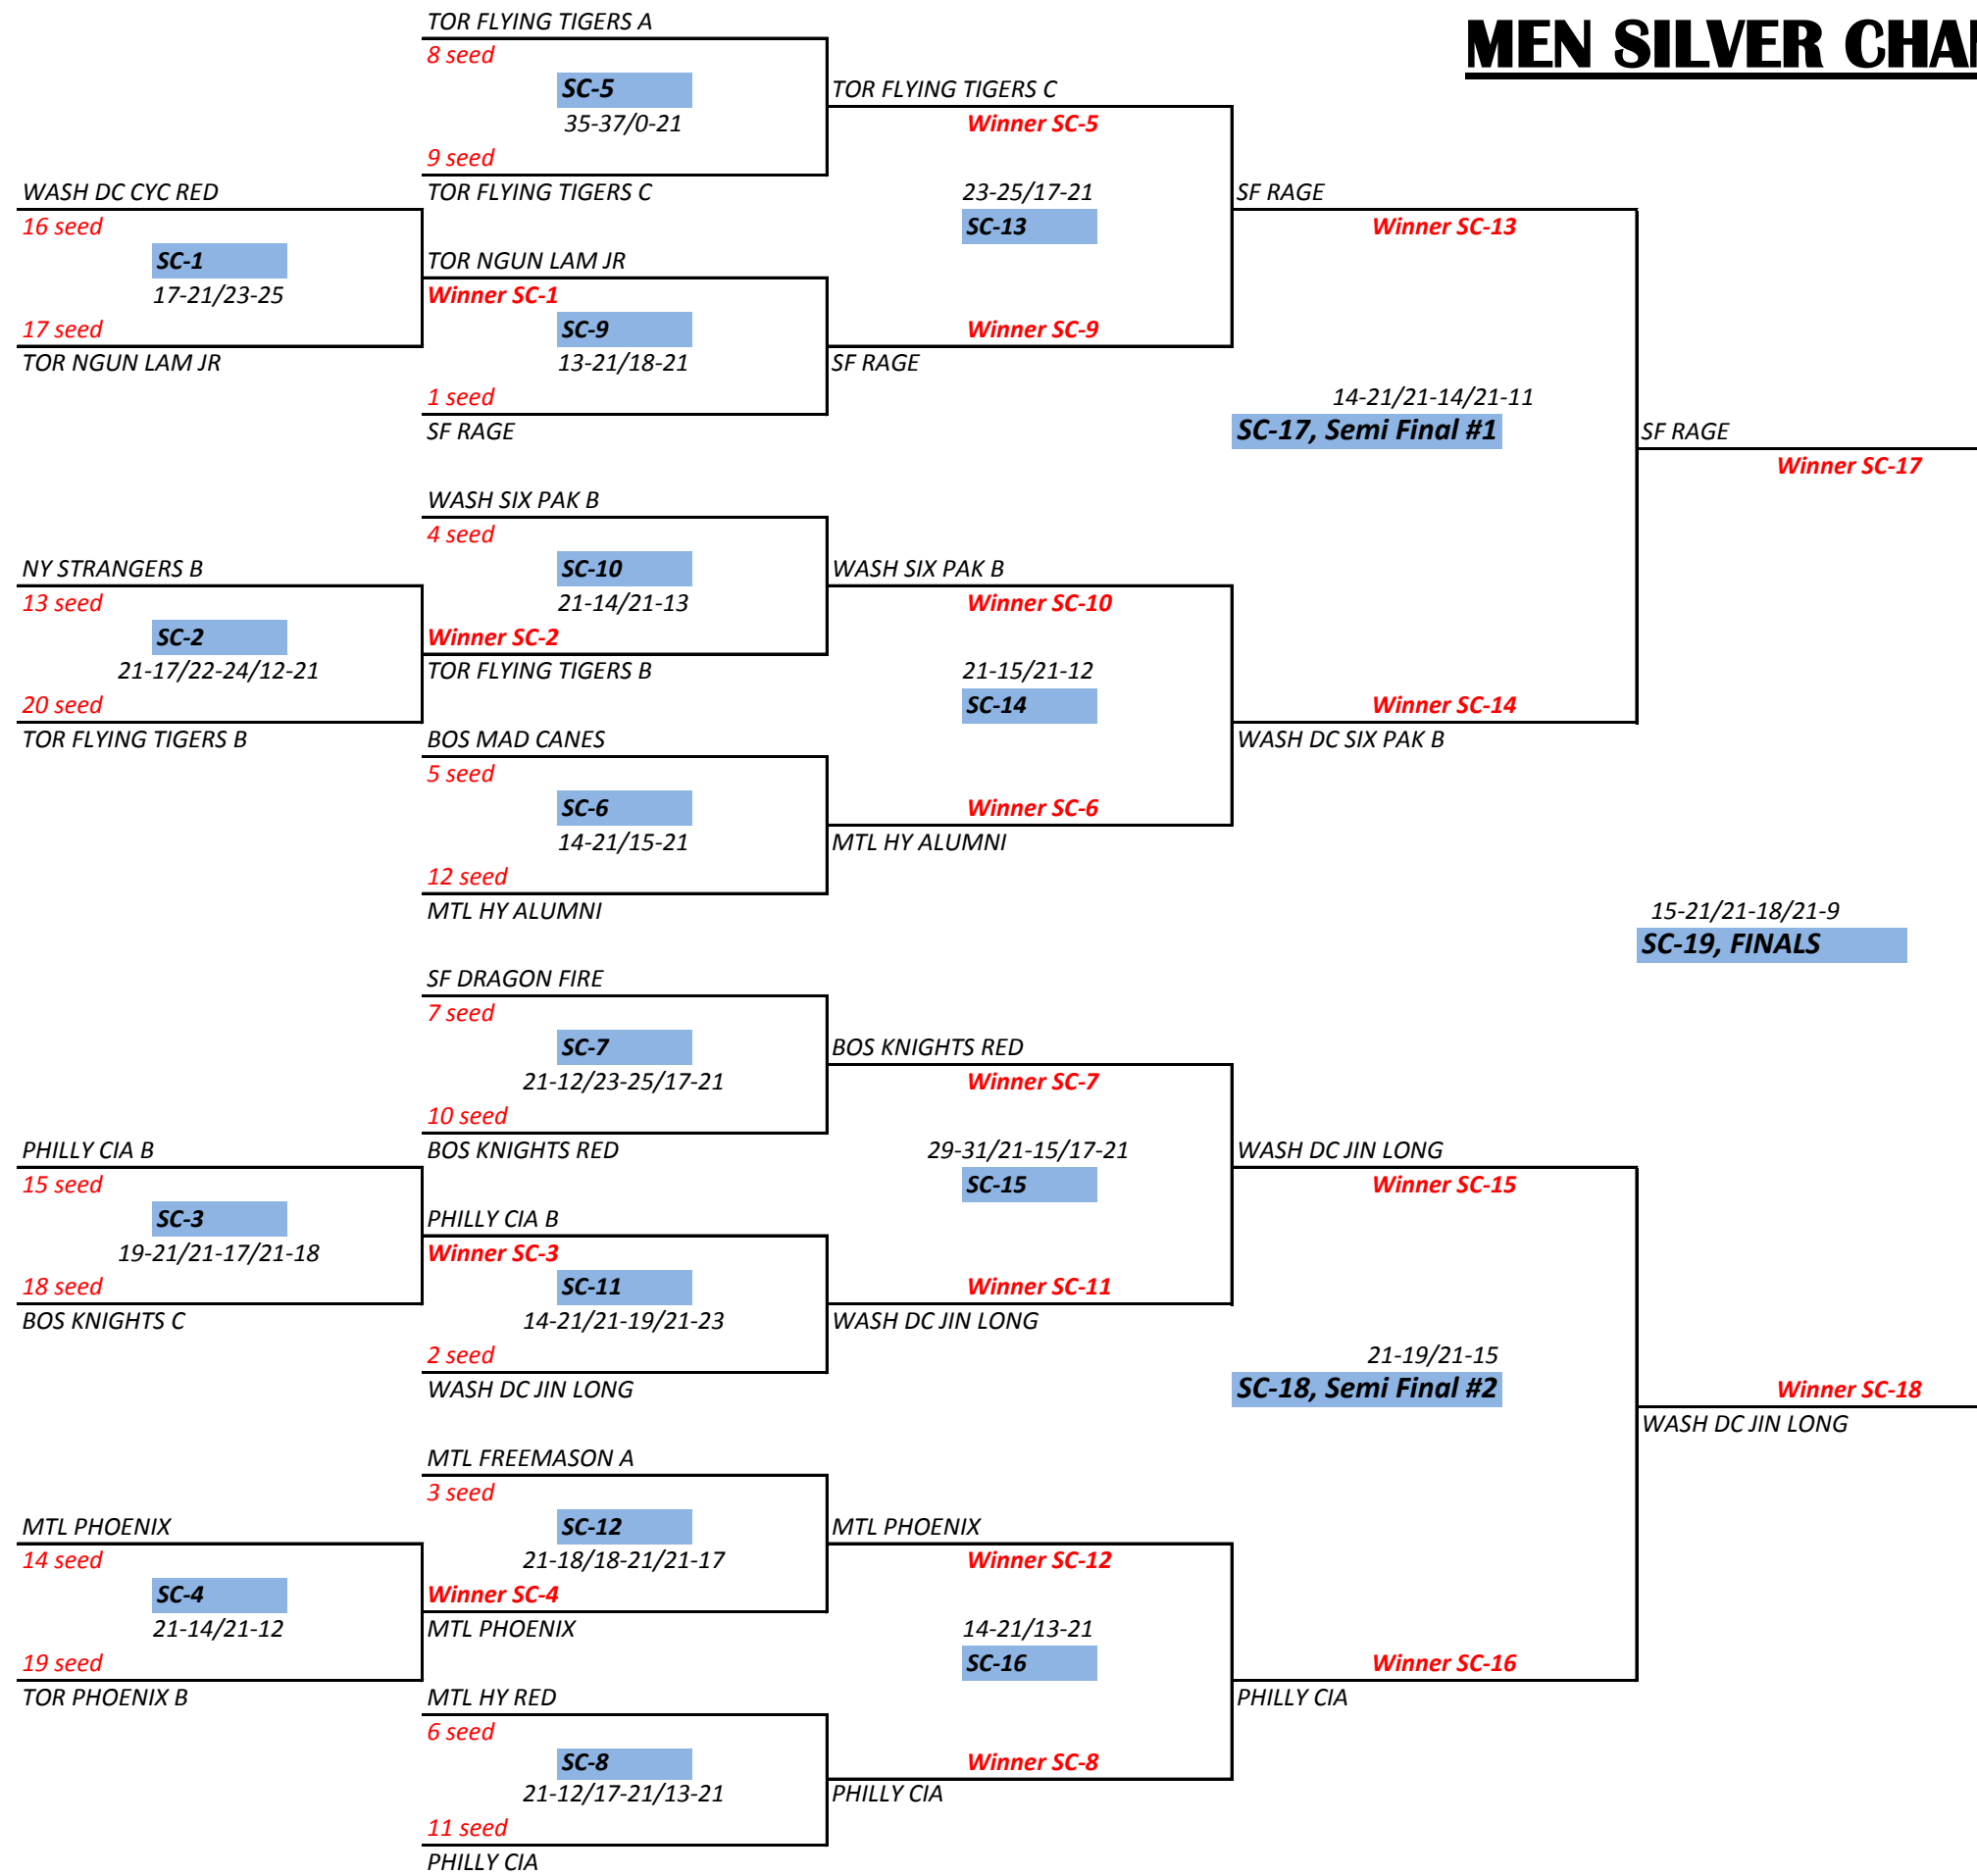 TOR FLYING TIGERS A
MEN SILVER CHA
8 seed
SC-5
TOR FLYING TIGERS C
35-37/0-21
Winner SC-5
9 seed
WASH DC CYC RED
TOR FLYING TIGERS C
23-25/17-21
SF RAGE
16 seed
SC-13
Winner SC-13
SC-1
TOR NGUN LAM JR
17-21/23-25
Winner SC-1
17 seed
SC-9
Winner SC-9
TOR NGUN LAM JR
13-21/18-21
SF RAGE
1 seed
14-21/21-14/21-11
SF RAGE
SC-17, Semi Final #1
SF RAGE
Winner SC-17
WASH SIX PAK B
4 seed
NY STRANGERS B
SC-10
WASH SIX PAK B
13 seed
21-14/21-13
Winner SC-10
SC-2
Winner SC-2
21-17/22-24/12-21
TOR FLYING TIGERS B
21-15/21-12
20 seed
SC-14
Winner SC-14
TOR FLYING TIGERS B
BOS MAD CANES
WASH DC SIX PAK B
5 seed
SC-6
Winner SC-6
14-21/15-21
MTL HY ALUMNI
12 seed
MTL HY ALUMNI
15-21/21-18/21-9
SC-19, FINALS
SF DRAGON FIRE
7 seed
SC-7
BOS KNIGHTS RED
21-12/23-25/17-21
Winner SC-7
10 seed
PHILLY CIA B
BOS KNIGHTS RED
29-31/21-15/17-21
WASH DC JIN LONG
15 seed
SC-15
Winner SC-15
SC-3
PHILLY CIA B
19-21/21-17/21-18
Winner SC-3
18 seed
SC-11
Winner SC-11
BOS KNIGHTS C
14-21/21-19/21-23
WASH DC JIN LONG
2 seed
21-19/21-15
WASH DC JIN LONG
SC-18, Semi Final #2
Winner SC-18
WASH DC JIN LONG
MTL FREEMASON A
3 seed
MTL PHOENIX
SC-12
MTL PHOENIX
14 seed
21-18/18-21/21-17
Winner SC-12
SC-4
Winner SC-4
21-14/21-12
MTL PHOENIX
14-21/13-21
19 seed
SC-16
Winner SC-16
TOR PHOENIX B
MTL HY RED
PHILLY CIA
6 seed
SC-8
Winner SC-8
21-12/17-21/13-21
PHILLY CIA
11 seed
PHILLY CIA